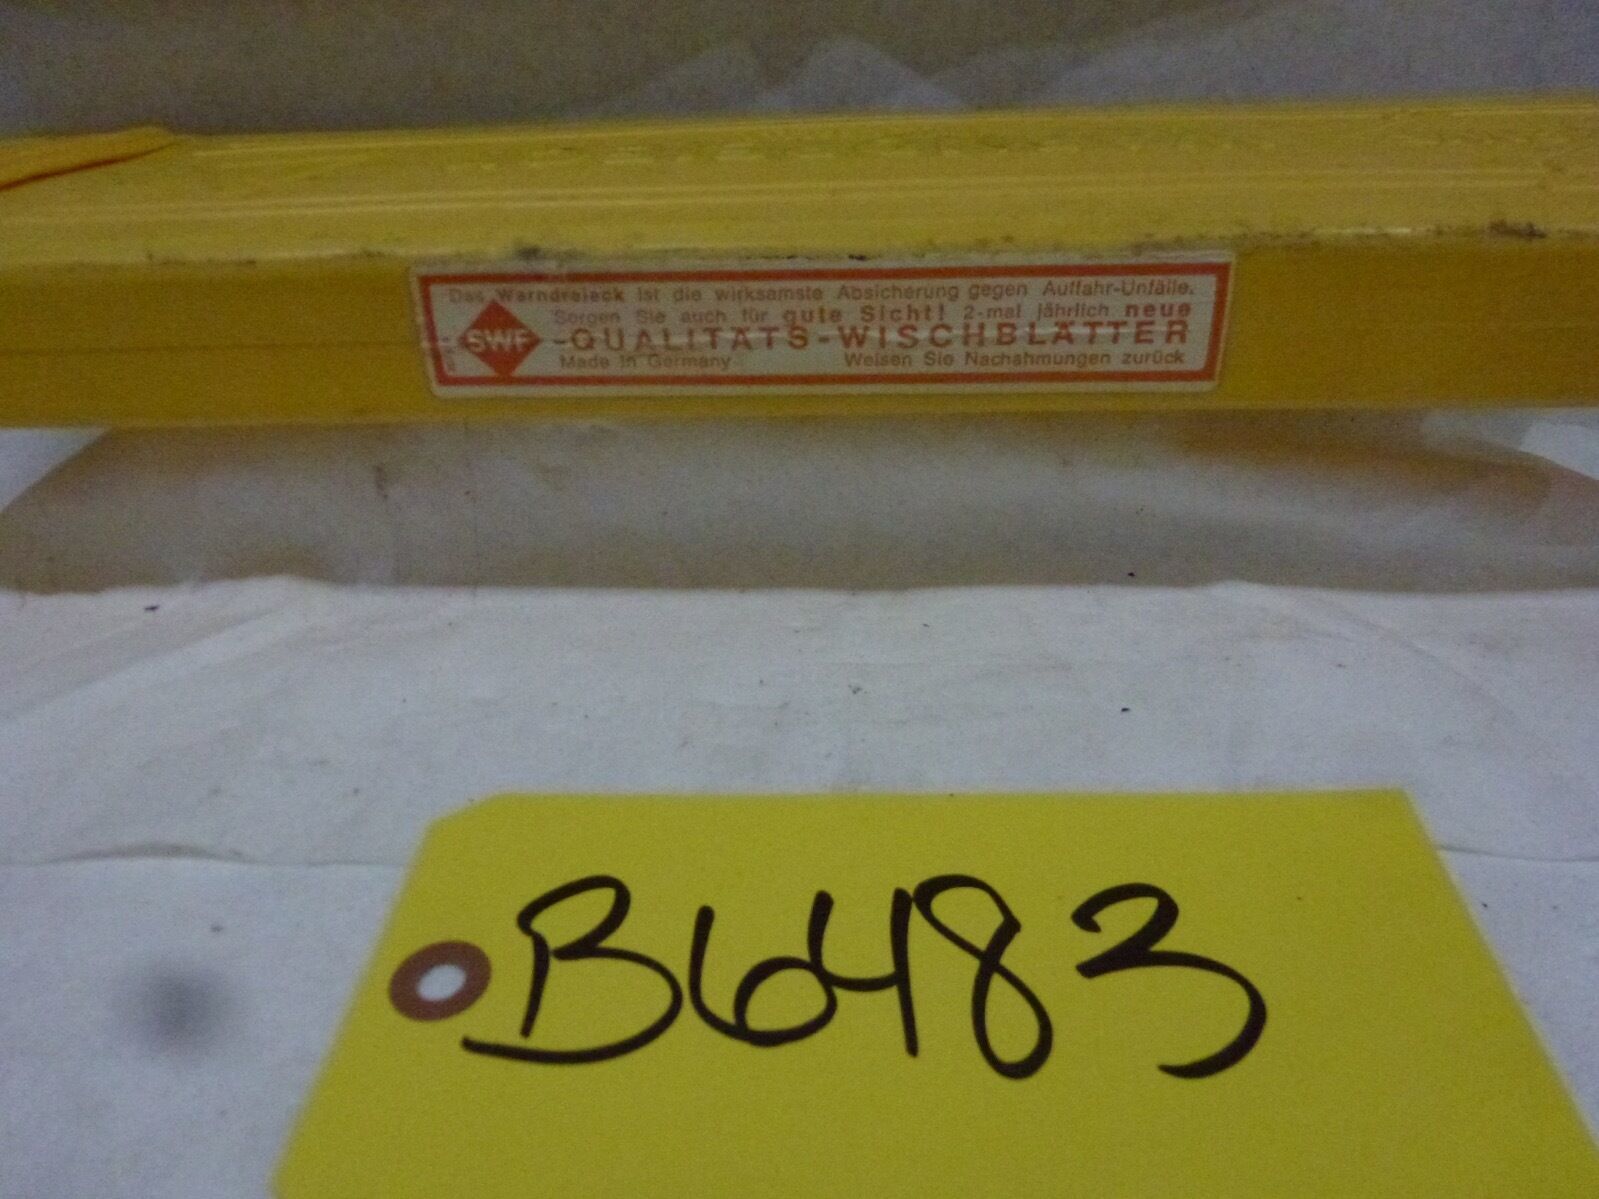 Das Warndreieck ist die wirksamste Absicherung gegen Auffahr-Unfälle.
Sorgen Sie auch für gute Sicht! 2-mal jährlich neue
SWF -QUALITÄTS-WISCHBLÄTTER
Made in Germany. Weisen Sie Nachahmungen zurück
B6483